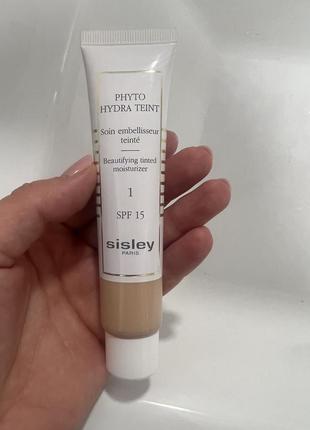 PHYTO
HYDRA TEINT
Soin embellisseur
teinté
Beautifying tinted
moisturizer
1
SPF 15
sisley
PARIS